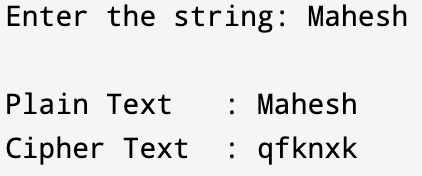 Enter the string: Mahesh
Plain Text   : Mahesh
Cipher Text  : qfknxk